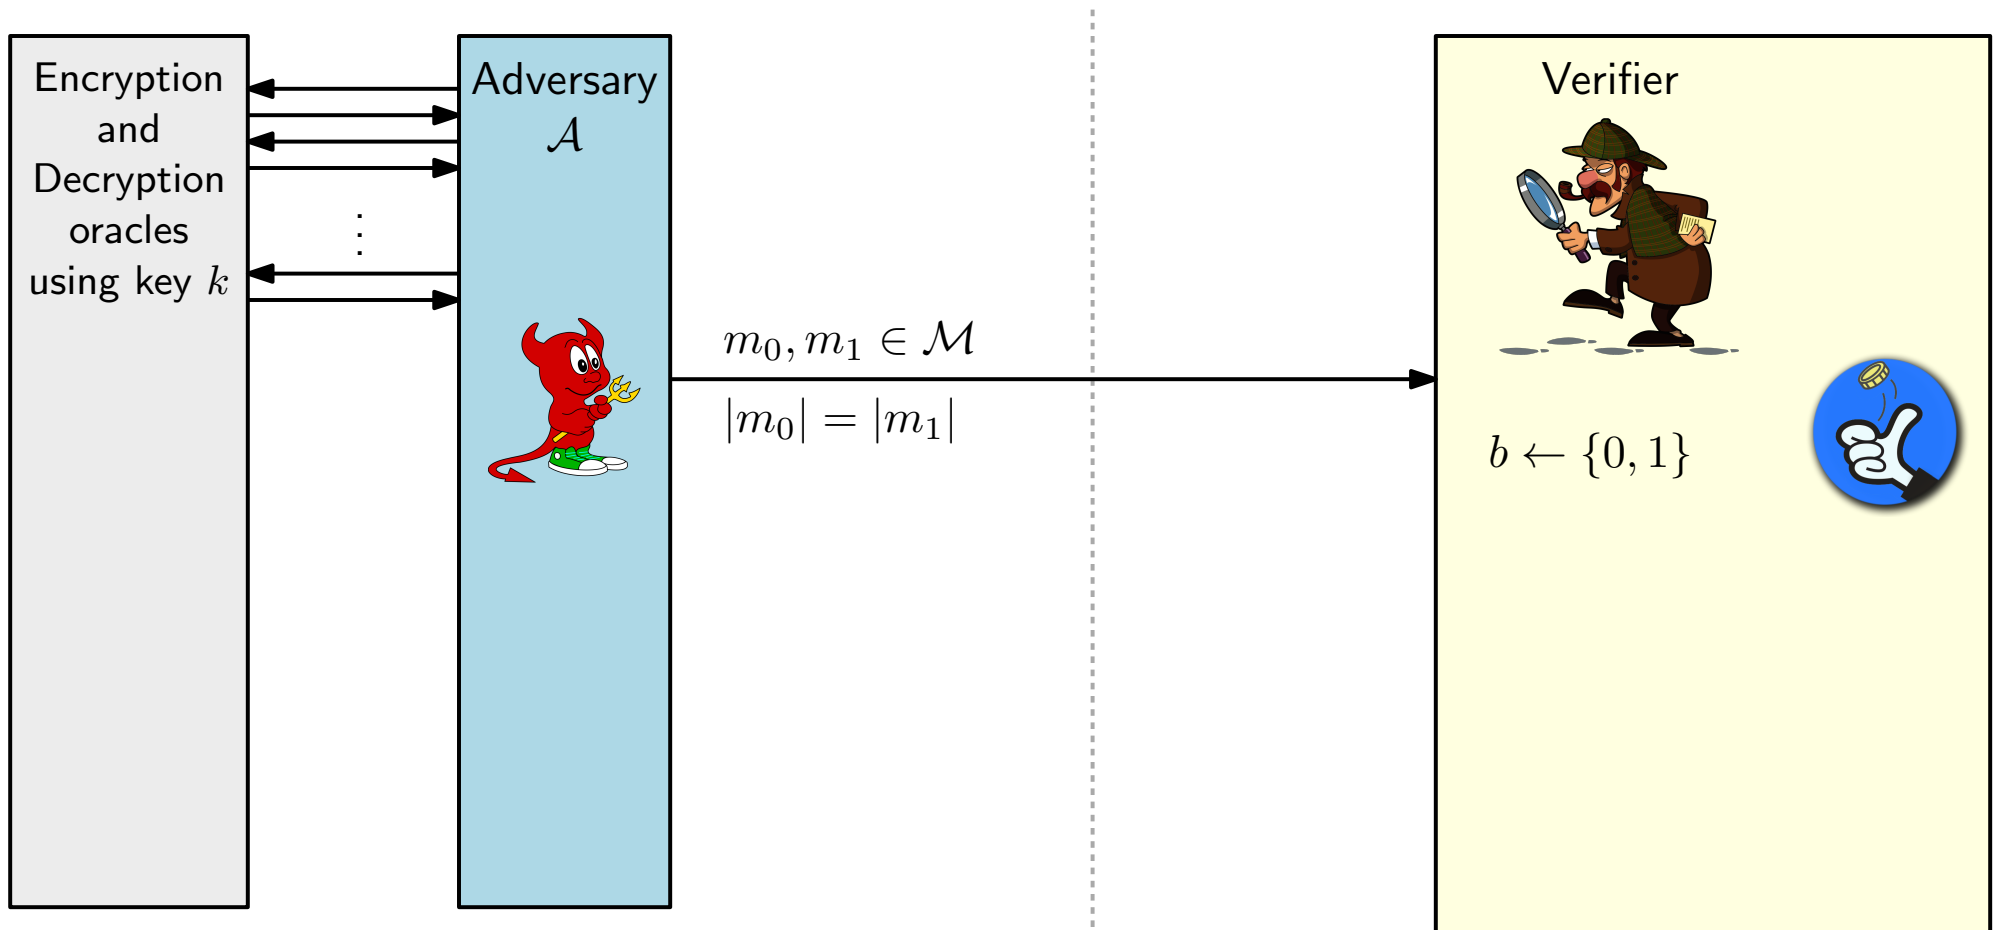 Encryption
and
Decryption
oracles
using key k
⋮
Adversary
𝒜
m₀, m₁ ∈ ℳ
|m₀| = |m₁|
Verifier
b ← {0, 1}